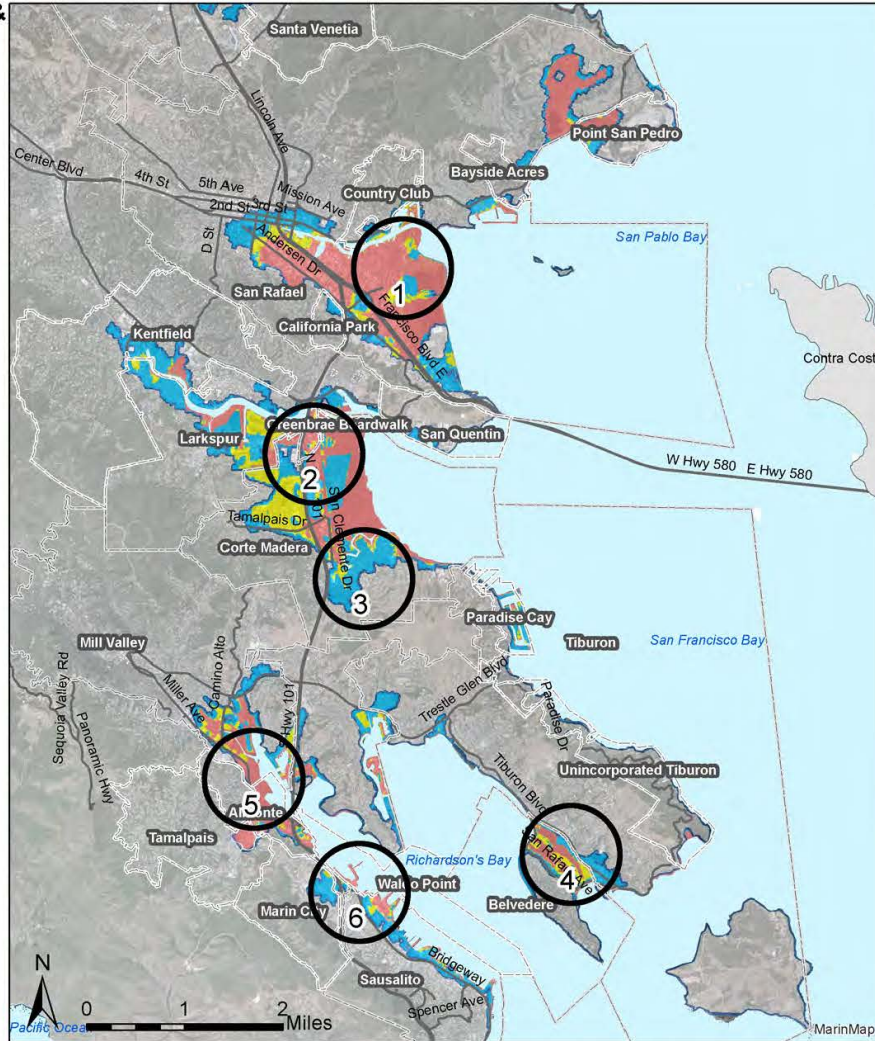 &
Santa Venetia
Lincoln Ave
Point San Pedro
Center Blvd
4th St
5th Ave
Mission Ave
Country Club
Bayside Acres
2nd St
3rd St
D St
Andersen Dr
San Pablo Bay
San Rafael
1
California Park
Francisco Blvd E
Kentfield
Contra Cost
Larkspur
Greenbrae Boardwalk
San Quentin
W Hwy 580 E Hwy 580
2
N
101
San Clemente Dr
Tamalpais Dr
Corte Madera
3
Paradise Cay
Tiburon
San Francisco Bay
Mill Valley
Camino Alto
Sequoia Valley Rd
Panoramic Hwy
Miller Ave
Hwy 101
Trestle Glen Blvd
Paradise Dr
Unincorporated Tiburon
Tiburon Blvd
5
Almonte
Tamalpais
Richardson's Bay
San Rafael Ave
4
Waldo Point
Belvedere
Marin City
6
Bridgeway
Sausalito
Spencer Ave
N
0 1 2
Miles
Pacific Ocean
MarinMap